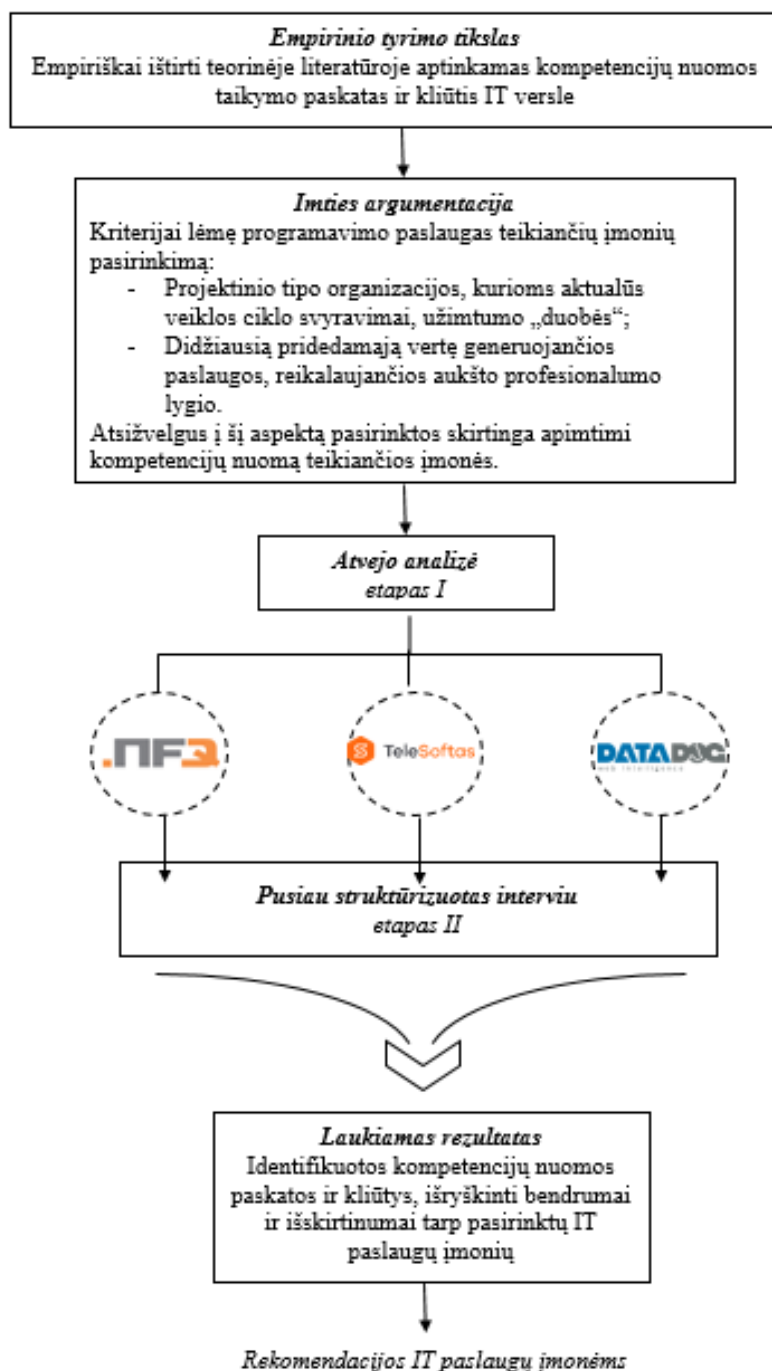 Empirinio tyrimo tikslas
Empiriškai ištirti teorinėje literatūroje aptinkamas kompetencijų nuomos
taikymo paskatas ir kliūtis IT versle
Imties argumentacija
Kriterijai lėmę programavimo paslaugas teikiančių įmonių
pasirinkimą:
- Projektinio tipo organizacijos, kurioms aktualūs
veiklos ciklo svyravimai, užimtumo „duobės“;
- Didžiausią pridedamąją vertę generuojančios
paslaugos, reikalaujančios aukšto profesionalumo
lygio.
Atsižvelgus į šį aspektą pasirinktos skirtinga apimtimi
kompetencijų nuomą teikiančios įmonės.
Atvejo analizė
etapas I
.NFQ
TeleSoftas
DATADOG
web intelligence
Pusiau struktūrizuotas interviu
etapas II
Laukiamas rezultatas
Identifikuotos kompetencijų nuomos
paskatos ir kliūtys, išryškinti bendrumai
ir išskirtinumai tarp pasirinktų IT
paslaugų įmonių
Rekomendacijos IT paslaugų įmonėms